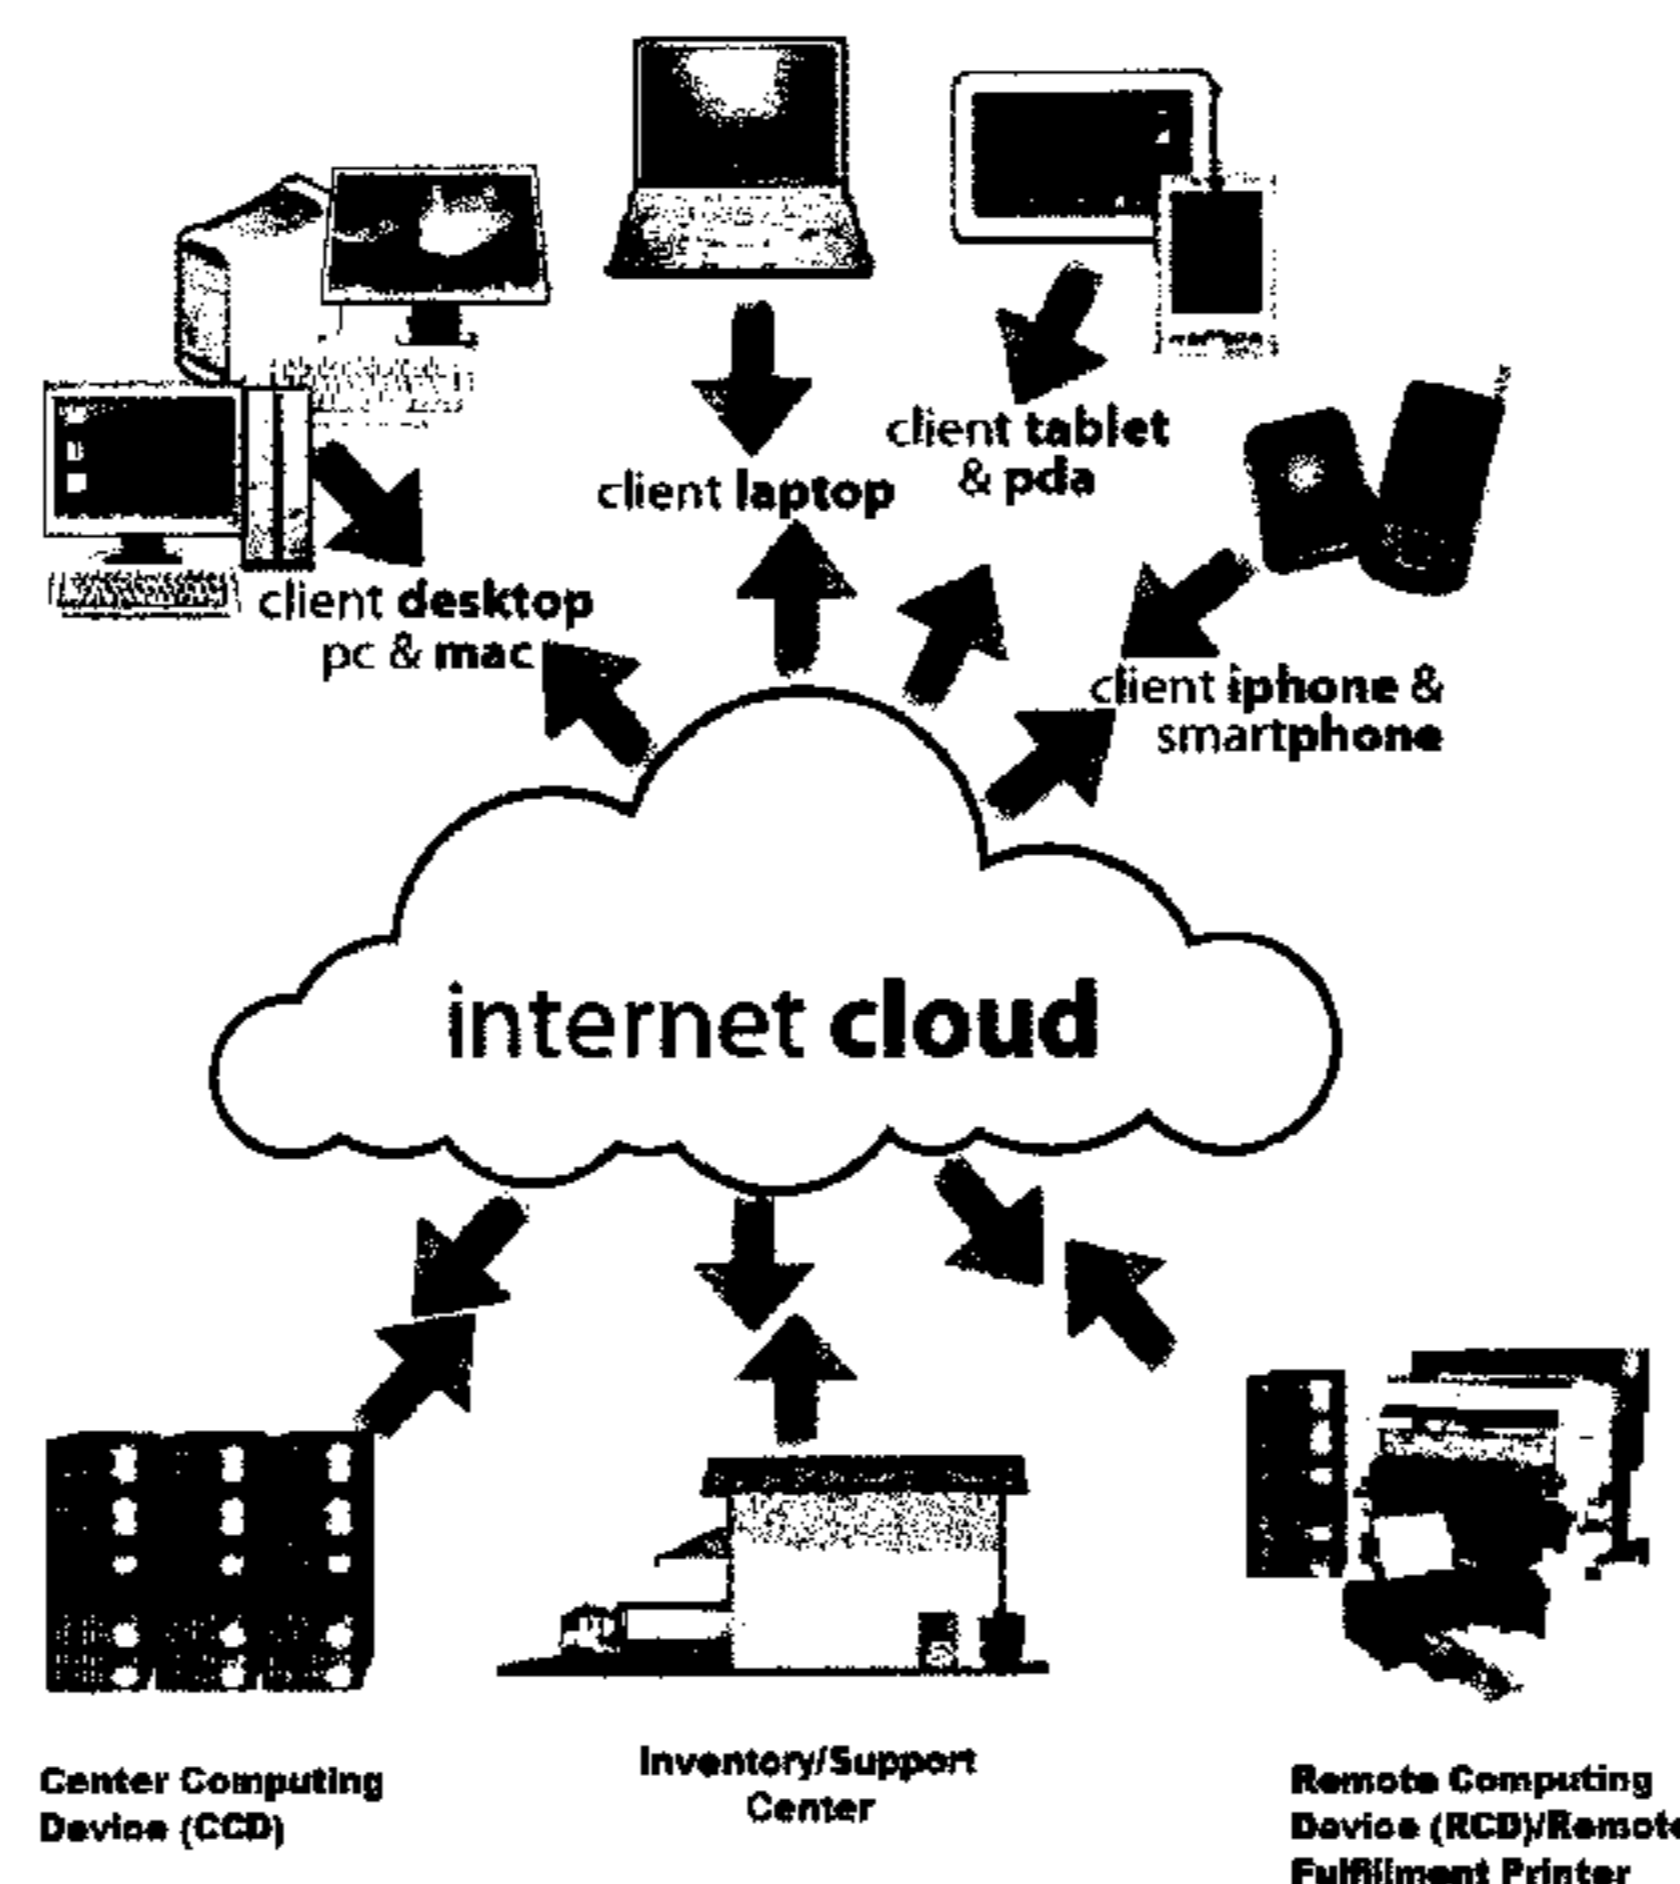 client tablet
& pda
client laptop
client desktop
pc & mac
client iphone &
smartphone
internet cloud
Center Computing
Device (CCD)
Inventory/Support
Center
Remote Computing
Device (RCD)/Remote
Fulfillment Printer